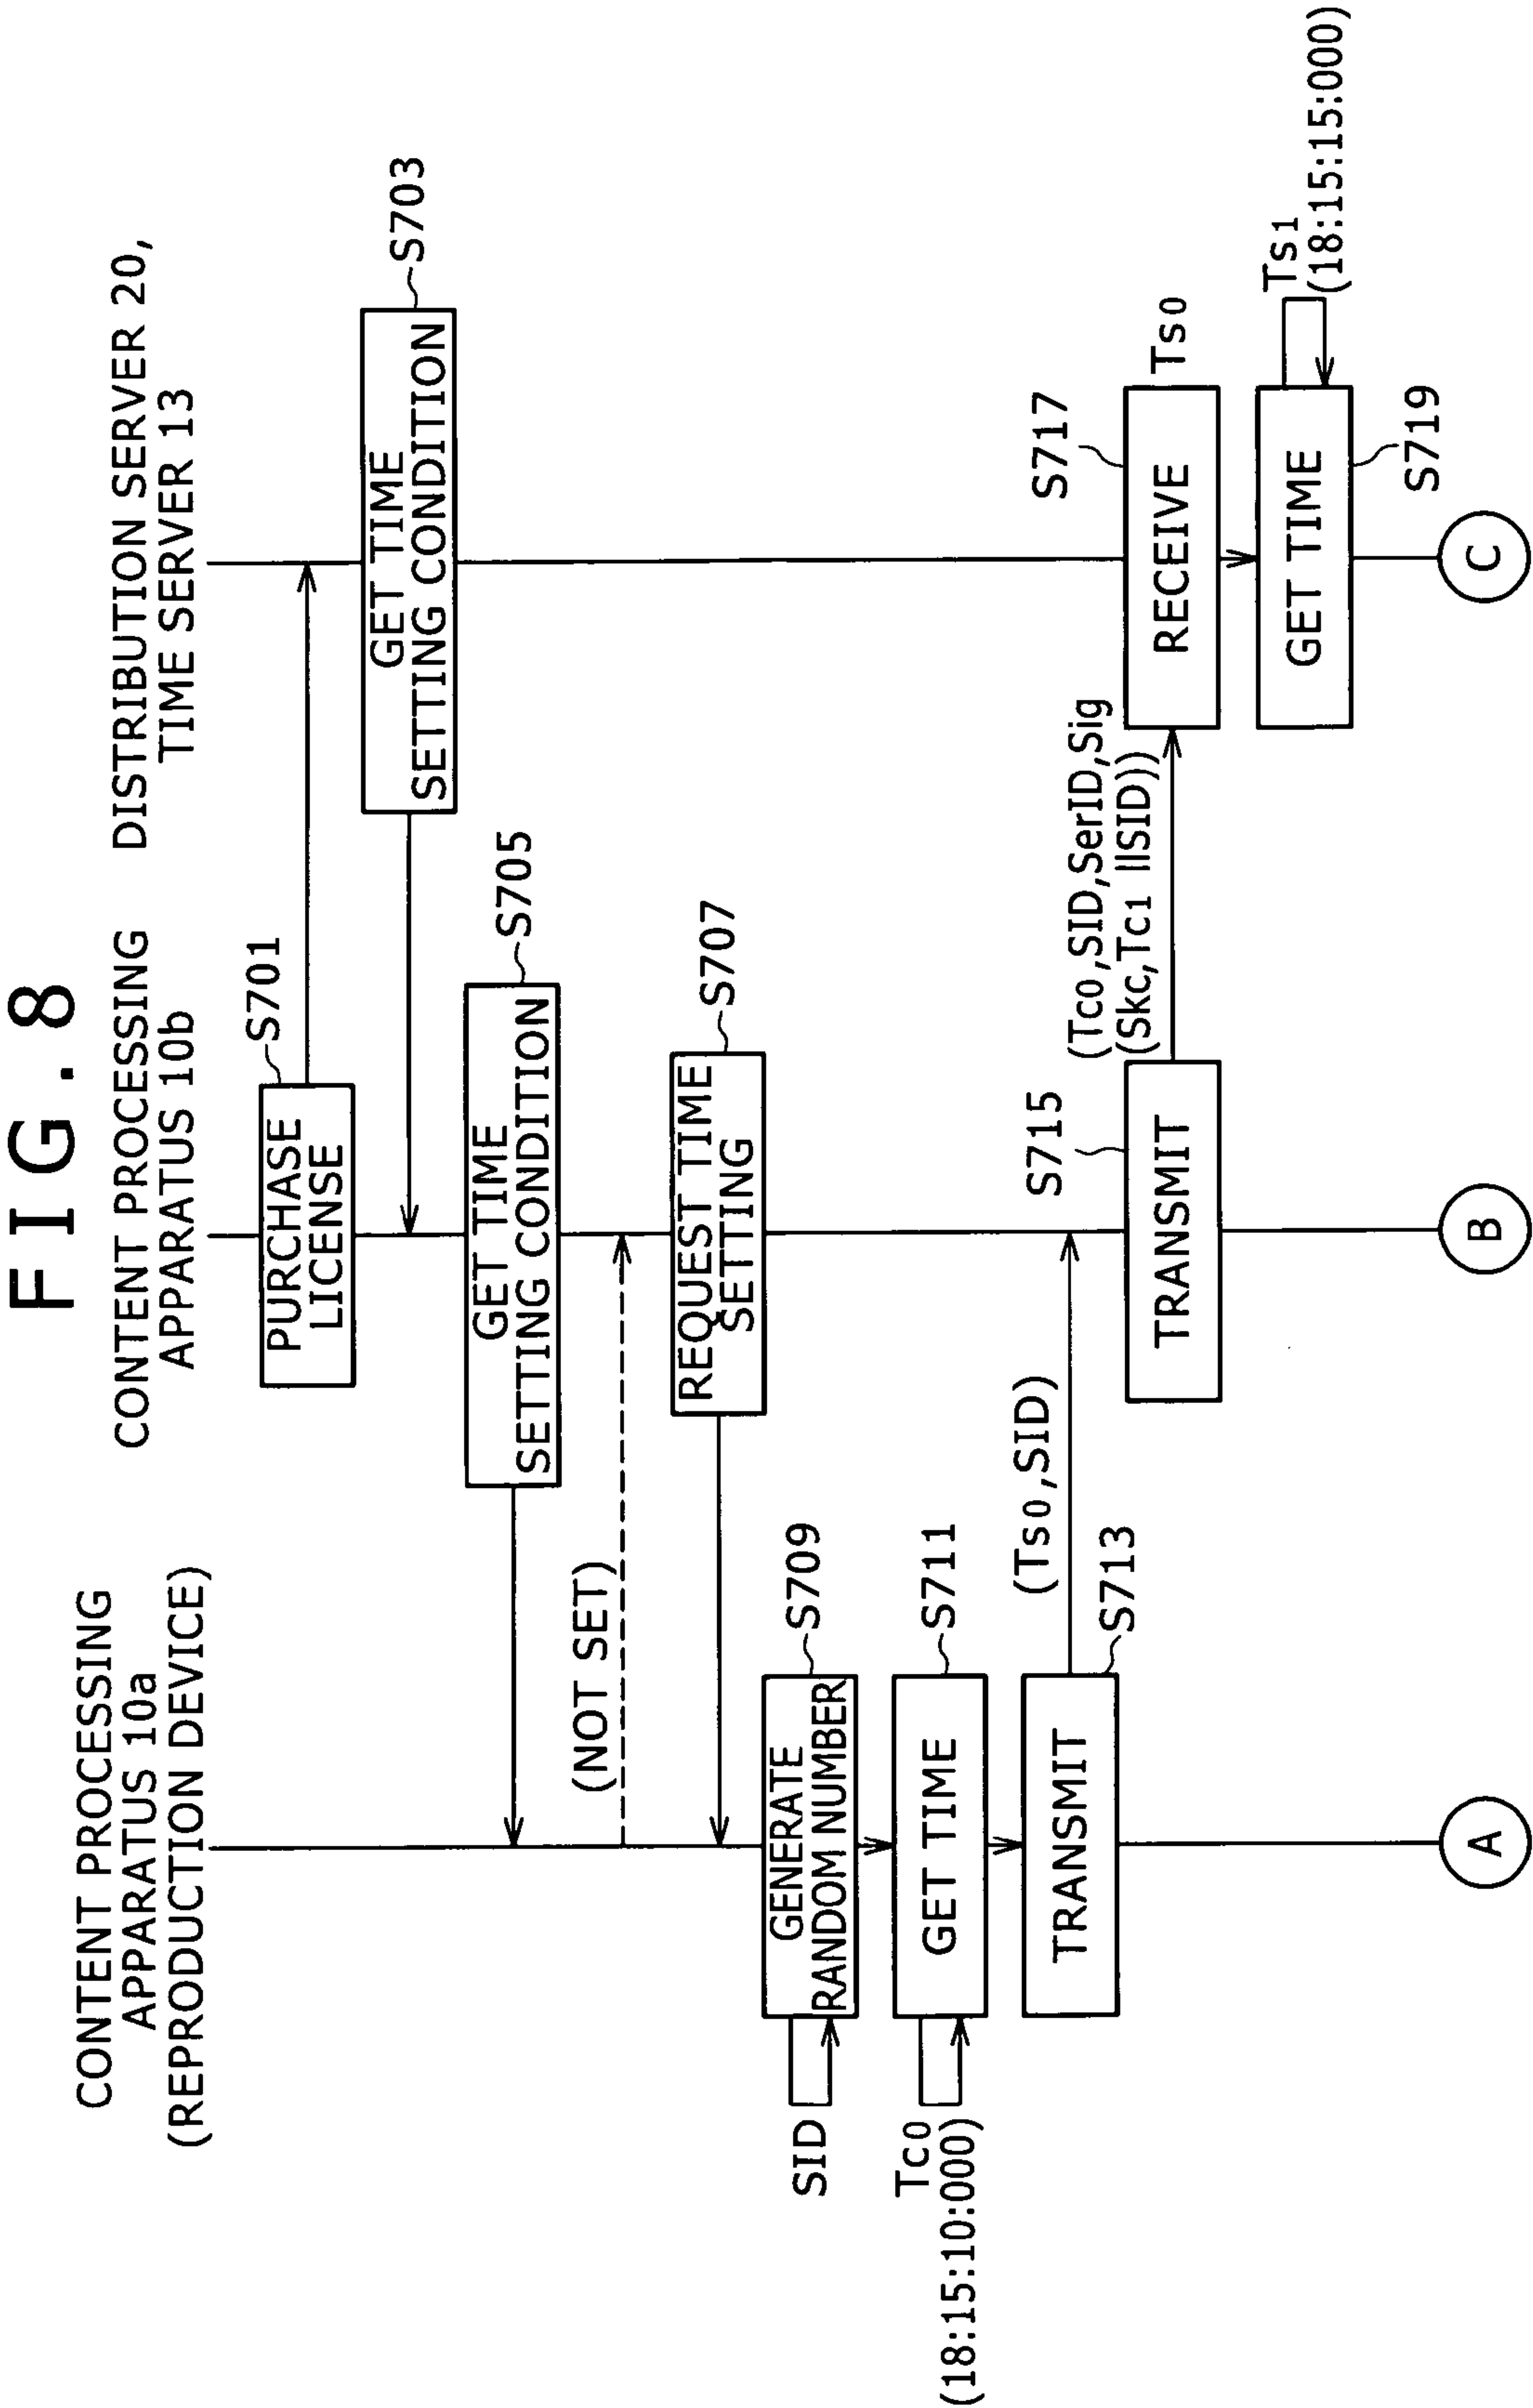 FIG. 8
CONTENT PROCESSING
APPARATUS 10a
(REPRODUCTION DEVICE)
CONTENT PROCESSING
APPARATUS 10b
DISTRIBUTION SERVER 20,
TIME SERVER 13
S701
PURCHASE
LICENSE
S703
GET TIME
SETTING CONDITION
S705
GET TIME
SETTING CONDITION
(NOT SET)
S707
REQUEST TIME
SETTING
SID
GENERATE
RANDOM NUMBER
S709
Tc0
(18:15:10:000)
GET TIME
S711
(Ts0,SID)
TRANSMIT
S713
S715
TRANSMIT
(Tc0,SID,SerID,Sig
(Skc,Tc1 ||SID))
S717
RECEIVE
Ts0
GET TIME
Ts1
(18:15:15:000)
S719
A
B
C